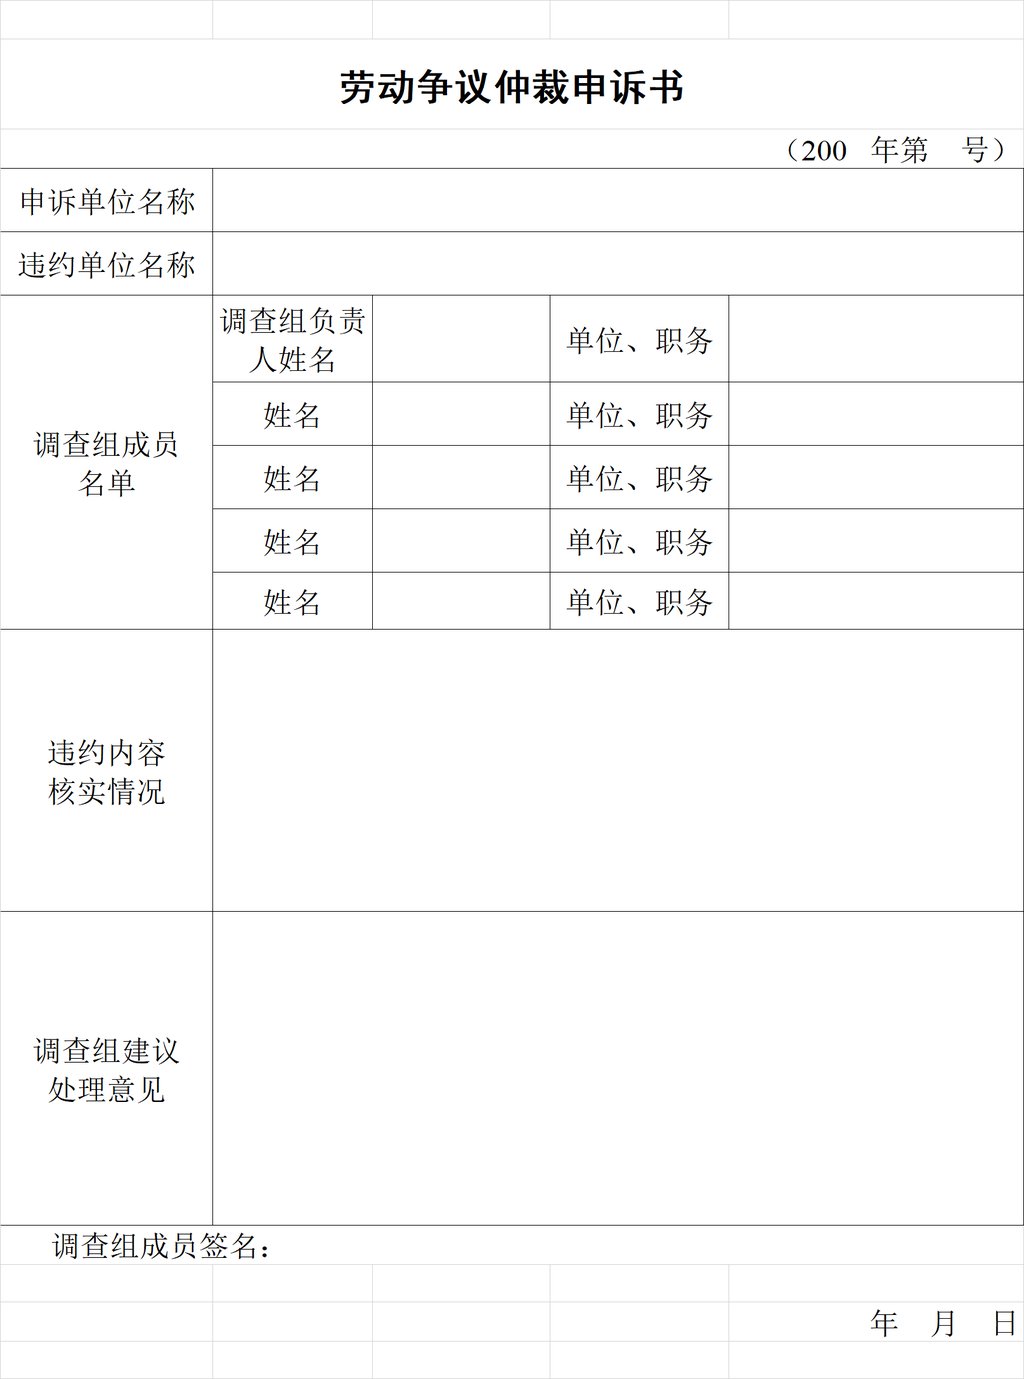 劳动争议仲裁申诉书
（200 年第 号）
申诉单位名称
违约单位名称
调查组成员
名单
调查组负责
人姓名
单位、职务
姓名
单位、职务
姓名
单位、职务
姓名
单位、职务
姓名
单位、职务
违约内容
核实情况
调查组建议
处理意见
调查组成员签名：
年 月 日